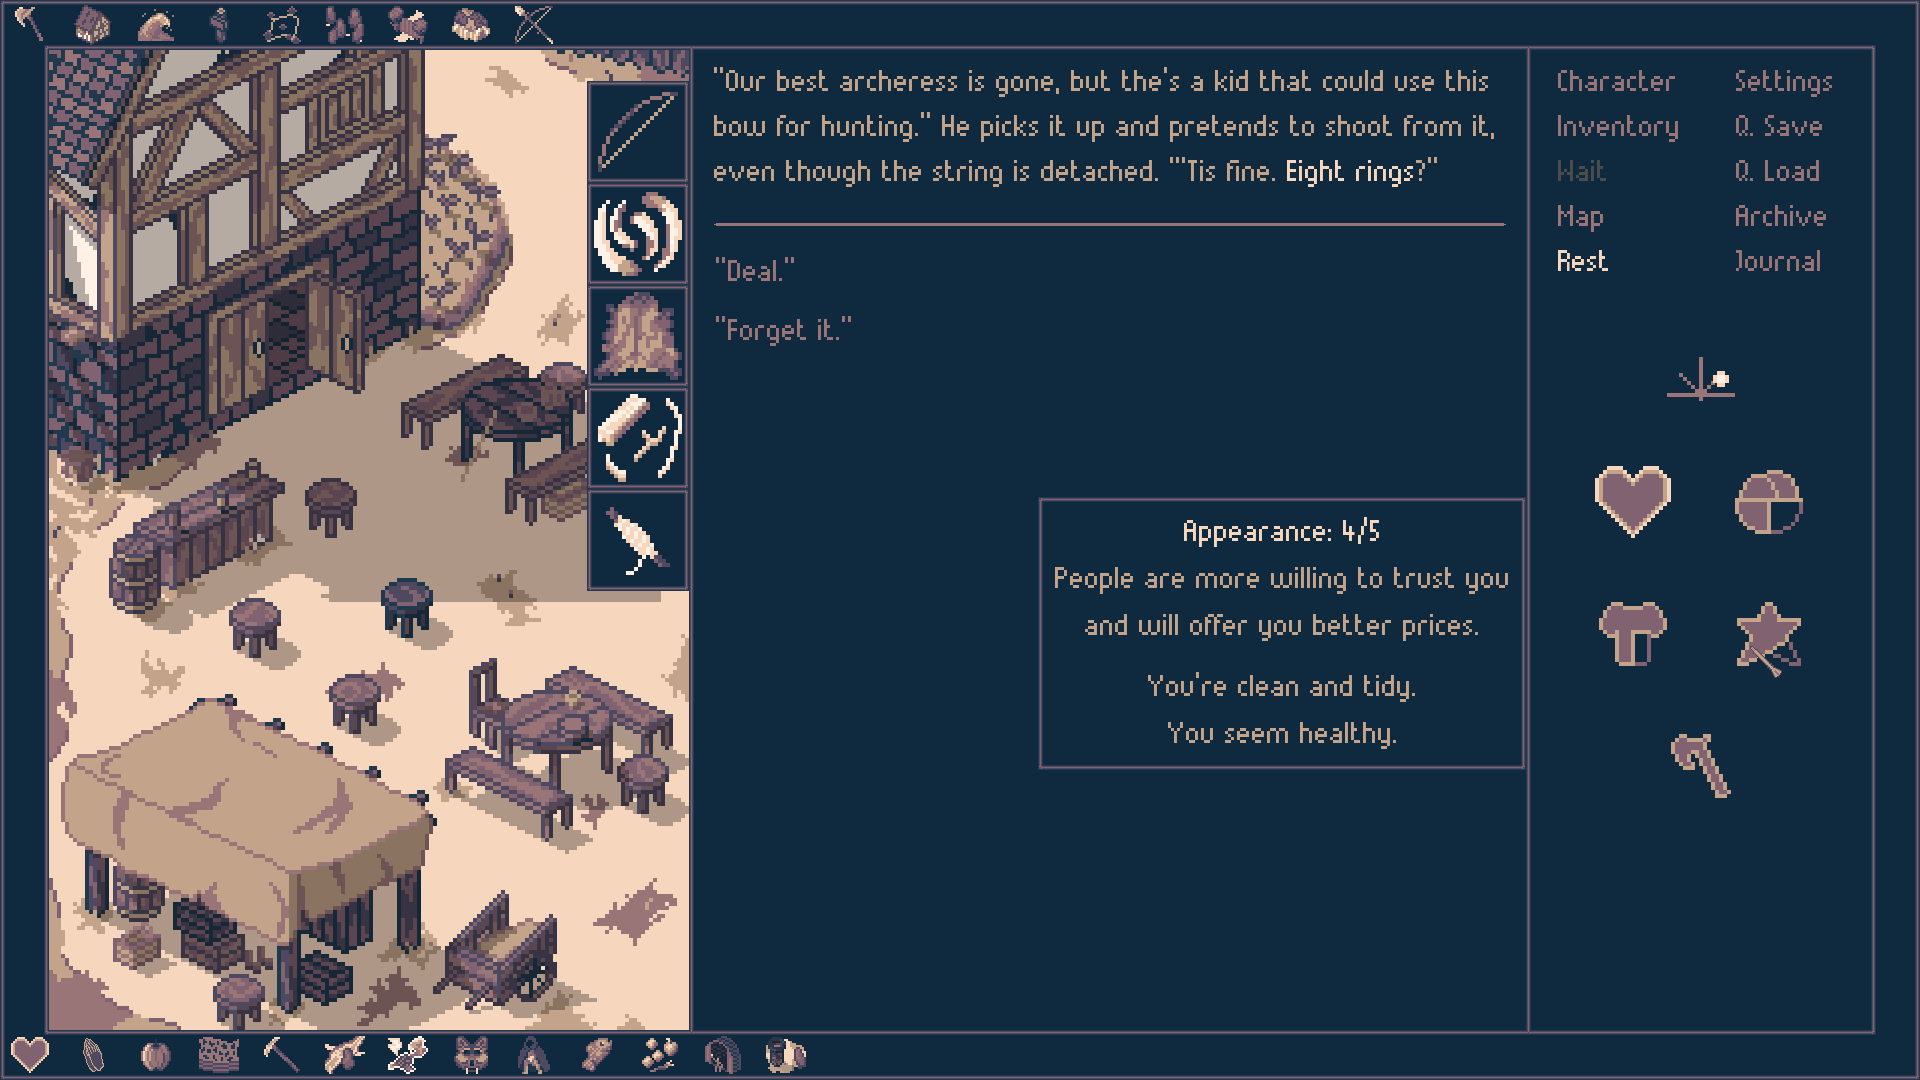 "Our best archeress is gone, but the's a kid that could use this
bow for hunting." He picks it up and pretends to shoot from it,
even though the string is detached. "'Tis fine. Eight rings?"
"Deal."
"Forget it."
Appearance: 4/5
People are more willing to trust you
and will offer you better prices.
You're clean and tidy.
You seem healthy.
Character
Settings
Inventory
Q. Save
Wait
Q. Load
Map
Archive
Rest
Journal